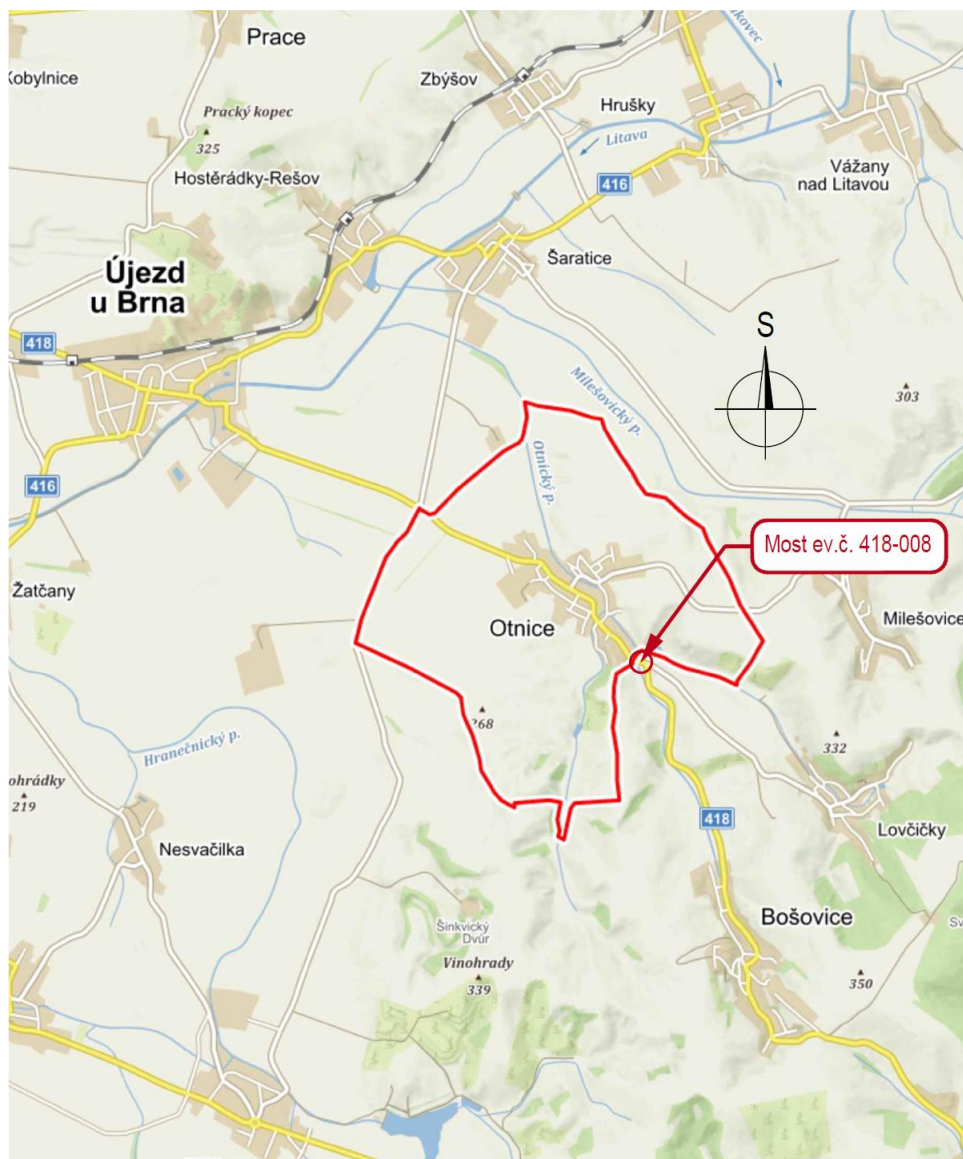 Prace
Kobylnice
Zbýšov
Pracký kopec
325
Hrušky
Litava
Hostěrádky-Rešov
416
Vážany
nad Litavou
Šaratice
Újezd
u Brna
S
418
Milešovický p.
303
Otnický p.
416
Most ev.č. 418-008
Žatčany
Milešovice
Otnice
268
Hranečnický p.
332
ohrádky
219
418
Lovčičky
Nesvačilka
Bošovice
Šinkvický
Dvůr
Sv
Vinohrady
339
350